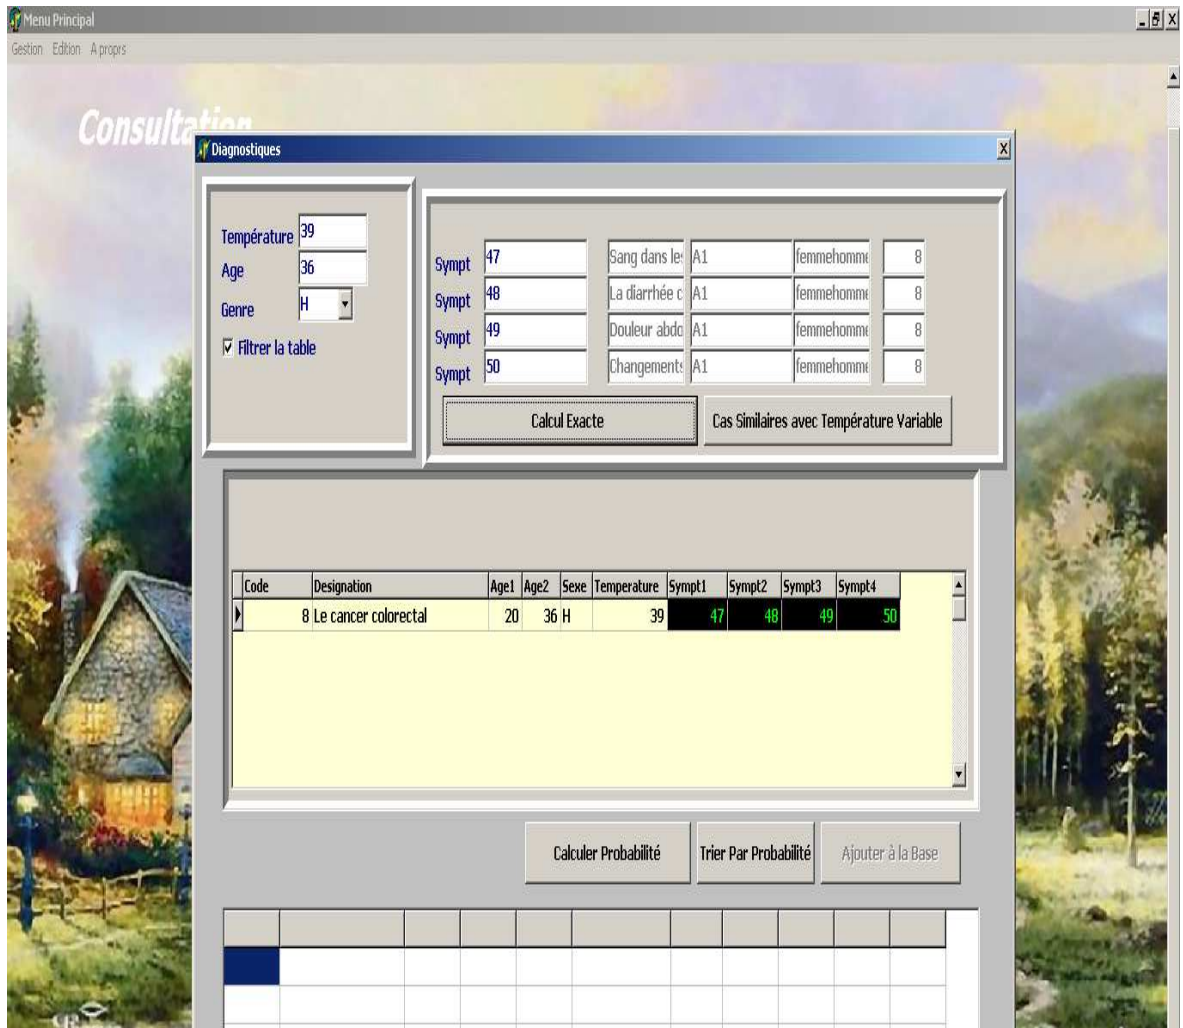 Menu Principal
Gestion Edition A proprs
Consultation
Diagnostiques
Température 39
Age 36
Genre H
Filtrer la table
Sympt 47 Sang dans les A1 femmehomme 8
Sympt 48 La diarrhée c A1 femmehomme 8
Sympt 49 Douleur abdo A1 femmehomme 8
Sympt 50 Changements A1 femmehomme 8
Calcul Exacte Cas Similaires avec Température Variable
Code Designation Age1 Age2 Sexe Temperature Sympt1 Sympt2 Sympt3 Sympt4
8 Le cancer colorectal 20 36 H 39 47 48 49 50
Calculer Probabilité Trier Par Probabilité Ajouter à la Base